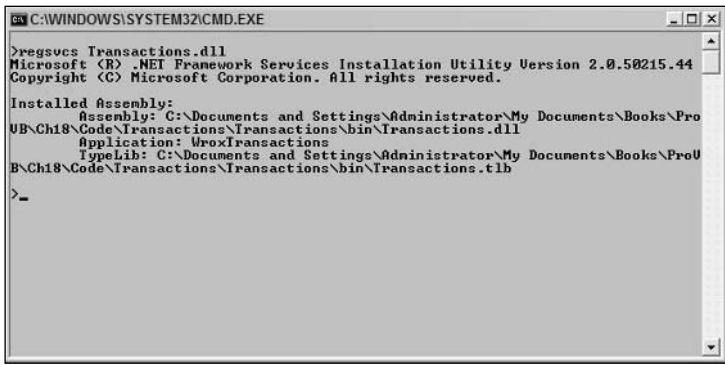 C:\WINDOWS\SYSTEM32\CMD.EXE
>regsvcs Transactions.dll
Microsoft (R) .NET Framework Services Installation Utility Version 2.0.50215.44
Copyright (C) Microsoft Corporation. All rights reserved.
Installed Assembly:
Assembly: C:\Documents and Settings\Administrator\My Documents\Books\Pro
VB\Ch18\Code\Transactions\Transactions\bin\Transactions.dll
Application: WroxTransactions
TypeLib: C:\Documents and Settings\Administrator\My Documents\Books\ProV
B\Ch18\Code\Transactions\Transactions\bin\Transactions.tlb
>_